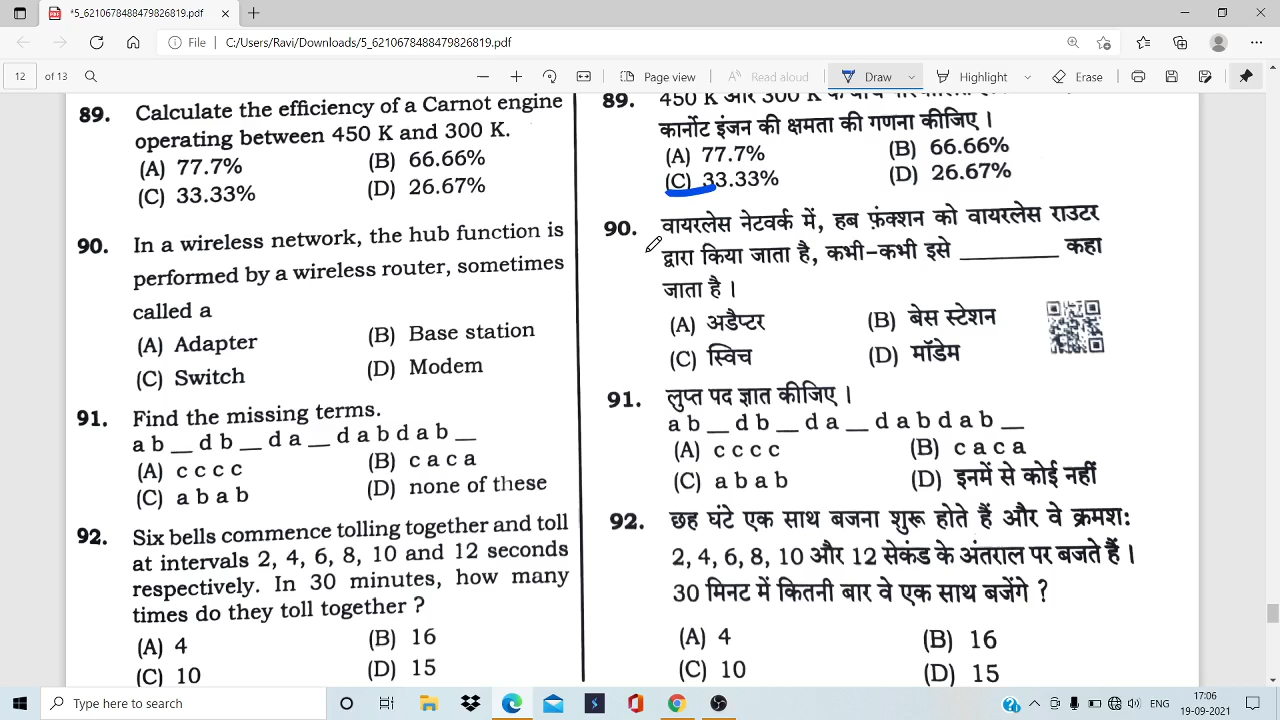 *5_6210678488479826819.pdf
File
C:/Users/Ravi/Downloads/5_6210678488479826819.pdf
12 of 13
Page view
Read aloud
Draw
Highlight
Erase
89. Calculate the efficiency of a Carnot engine
operating between 450 K and 300 K.
(A) 77.7% (B) 66.66%
(C) 33.33% (D) 26.67%
90. In a wireless network, the hub function is
performed by a wireless router, sometimes
called a
(A) Adapter (B) Base station
(C) Switch (D) Modem
91. Find the missing terms.
a b __ d b __ d a __ d a b d a b __
(A) c c c c (B) c a c a
(C) a b a b (D) none of these
92. Six bells commence tolling together and toll
at intervals 2, 4, 6, 8, 10 and 12 seconds
respectively. In 30 minutes, how many
times do they toll together ?
(A) 4 (B) 16
(C) 10 (D) 15
89. 450 K और 300 K के बीच
कार्नोट इंजन की क्षमता की गणना कीजिए ।
(A) 77.7% (B) 66.66%
(C) 33.33% (D) 26.67%
90. वायरलेस नेटवर्क में, हब फ़ंक्शन को वायरलेस राउटर
द्वारा किया जाता है, कभी-कभी इसे ________ कहा
जाता है ।
(A) अडैप्टर (B) बेस स्टेशन
(C) स्विच (D) मॉडेम
91. लुप्त पद ज्ञात कीजिए ।
a b __ d b __ d a __ d a b d a b __
(A) c c c c (B) c a c a
(C) a b a b (D) इनमें से कोई नहीं
92. छह घंटे एक साथ बजना शुरू होते हैं और वे क्रमश:
2, 4, 6, 8, 10 और 12 सेकंड के अंतराल पर बजते हैं ।
30 मिनट में कितनी बार वे एक साथ बजेंगे ?
(A) 4 (B) 16
(C) 10 (D) 15
Type here to search
ENG
17:06
19-09-2021